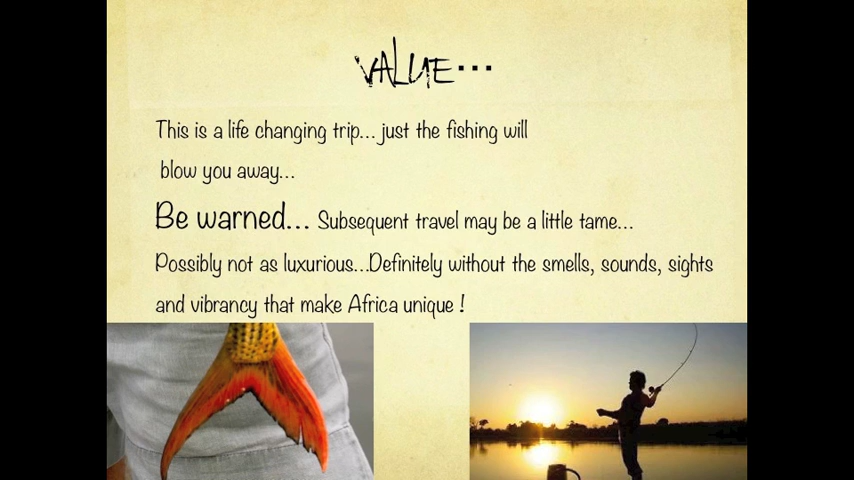 VALUE...
This is a life changing trip... just the fishing will
blow you away...
Be warned... Subsequent travel may be a little tame...
Possibly not as luxurious...Definitely without the smells, sounds, sights
and vibrancy that make Africa unique !